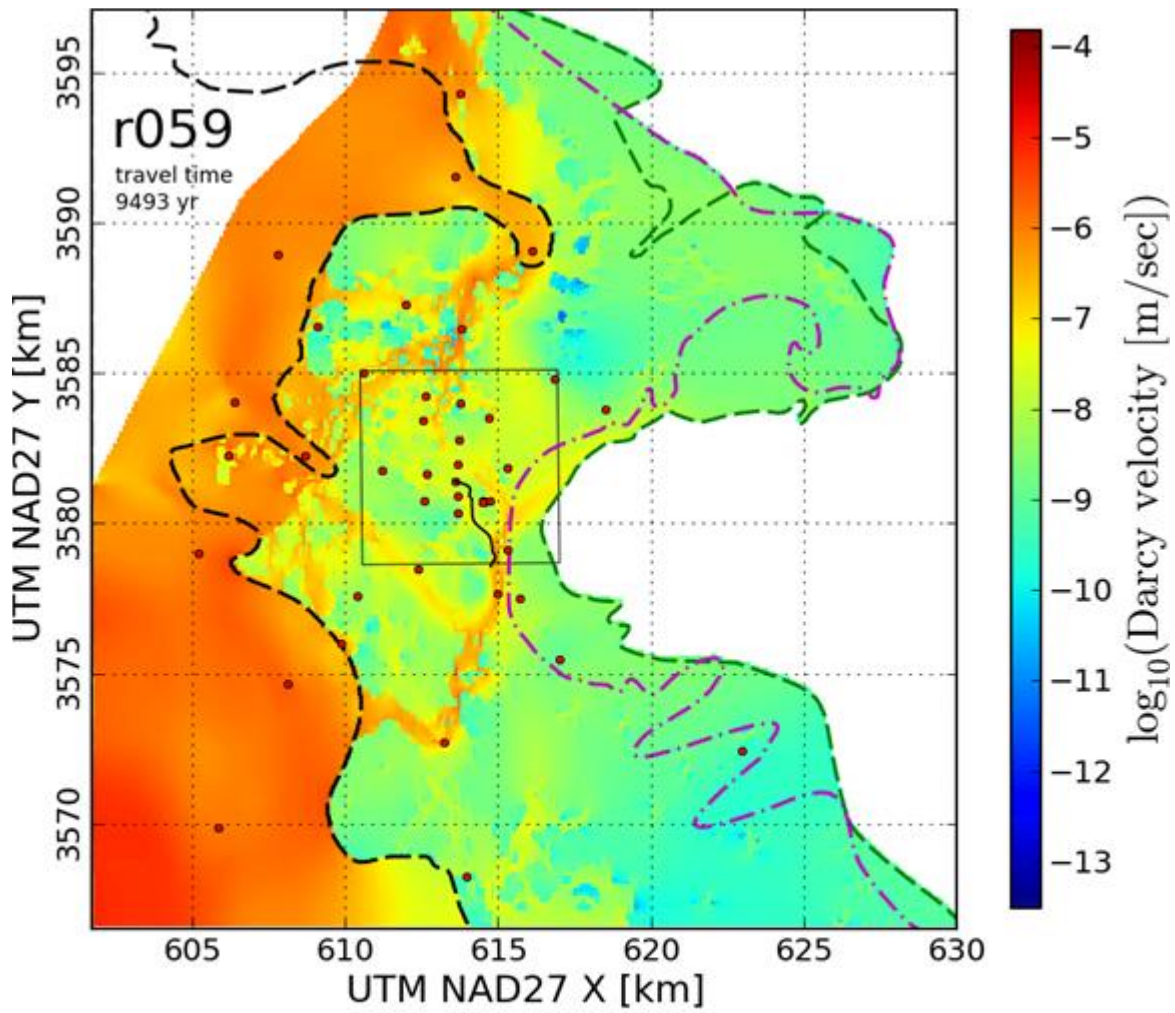 r059
travel time
9493 yr
3595
3590
3585
3580
3575
3570
UTM NAD27 Y [km]
605 610 615 620 625 630
UTM NAD27 X [km]
−4
−5
−6
−7
−8
−9
−10
−11
−12
−13
log₁₀(Darcy velocity [m/sec])